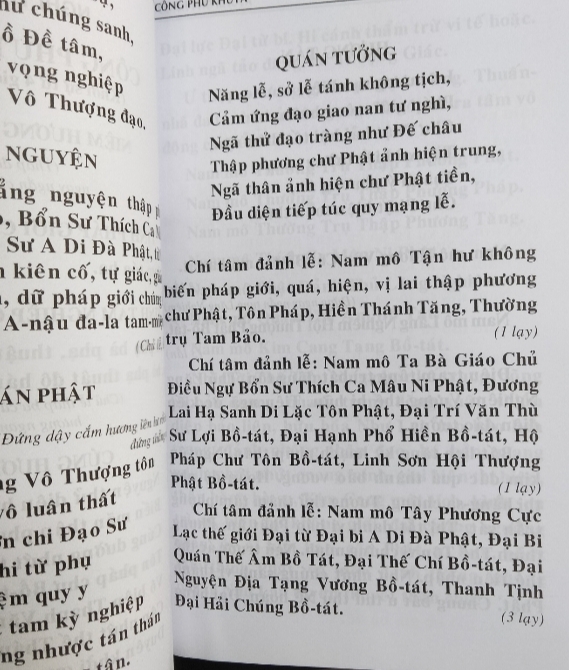 hư chúng sanh,
ồ Đề tâm,
vọng nghiệp
Vô Thượng đạo.
NGUYỆN
ẳng nguyện thập
Bổn Sư Thích Ca
Sư A Di Đà Phật,
kiên cố, tự giác,
dữ pháp giới chúng
A-nậu đa-la tam-miệ
ÁN PHẬT
Đứng dậy cắm hương lên
ng Vô Thượng tôn
vô luân thất
n chi Đạo Sư
hi từ phụ
ệm quy y
tam kỳ nghiệp
ng nhược tán thán
tận.
CÔNG PHU KHUYA
QUÁN TƯỞNG
Năng lễ, sở lễ tánh không tịch,
Cảm ứng đạo giao nan tư nghì,
Ngã thử đạo tràng như Đế châu
Thập phương chư Phật ảnh hiện trung,
Ngã thân ảnh hiện chư Phật tiền,
Đầu diện tiếp túc quy mạng lễ.
Chí tâm đảnh lễ: Nam mô Tận hư không
biến pháp giới, quá, hiện, vị lai thập phương
chư Phật, Tôn Pháp, Hiền Thánh Tăng, Thường
trụ Tam Bảo. (1 lạy)
Chí tâm đảnh lễ: Nam mô Ta Bà Giáo Chủ
Điều Ngự Bổn Sư Thích Ca Mâu Ni Phật, Đương
Lai Hạ Sanh Di Lặc Tôn Phật, Đại Trí Văn Thù
Sư Lợi Bồ-tát, Đại Hạnh Phổ Hiền Bồ-tát, Hộ
Pháp Chư Tôn Bồ-tát, Linh Sơn Hội Thượng
Phật Bồ-tát. (1 lạy)
Chí tâm đảnh lễ: Nam mô Tây Phương Cực
Lạc thế giới Đại từ Đại bi A Di Đà Phật, Đại Bi
Quán Thế Âm Bồ Tát, Đại Thế Chí Bồ-tát, Đại
Nguyện Địa Tạng Vương Bồ-tát, Thanh Tịnh
Đại Hải Chúng Bồ-tát. (3 lạy)